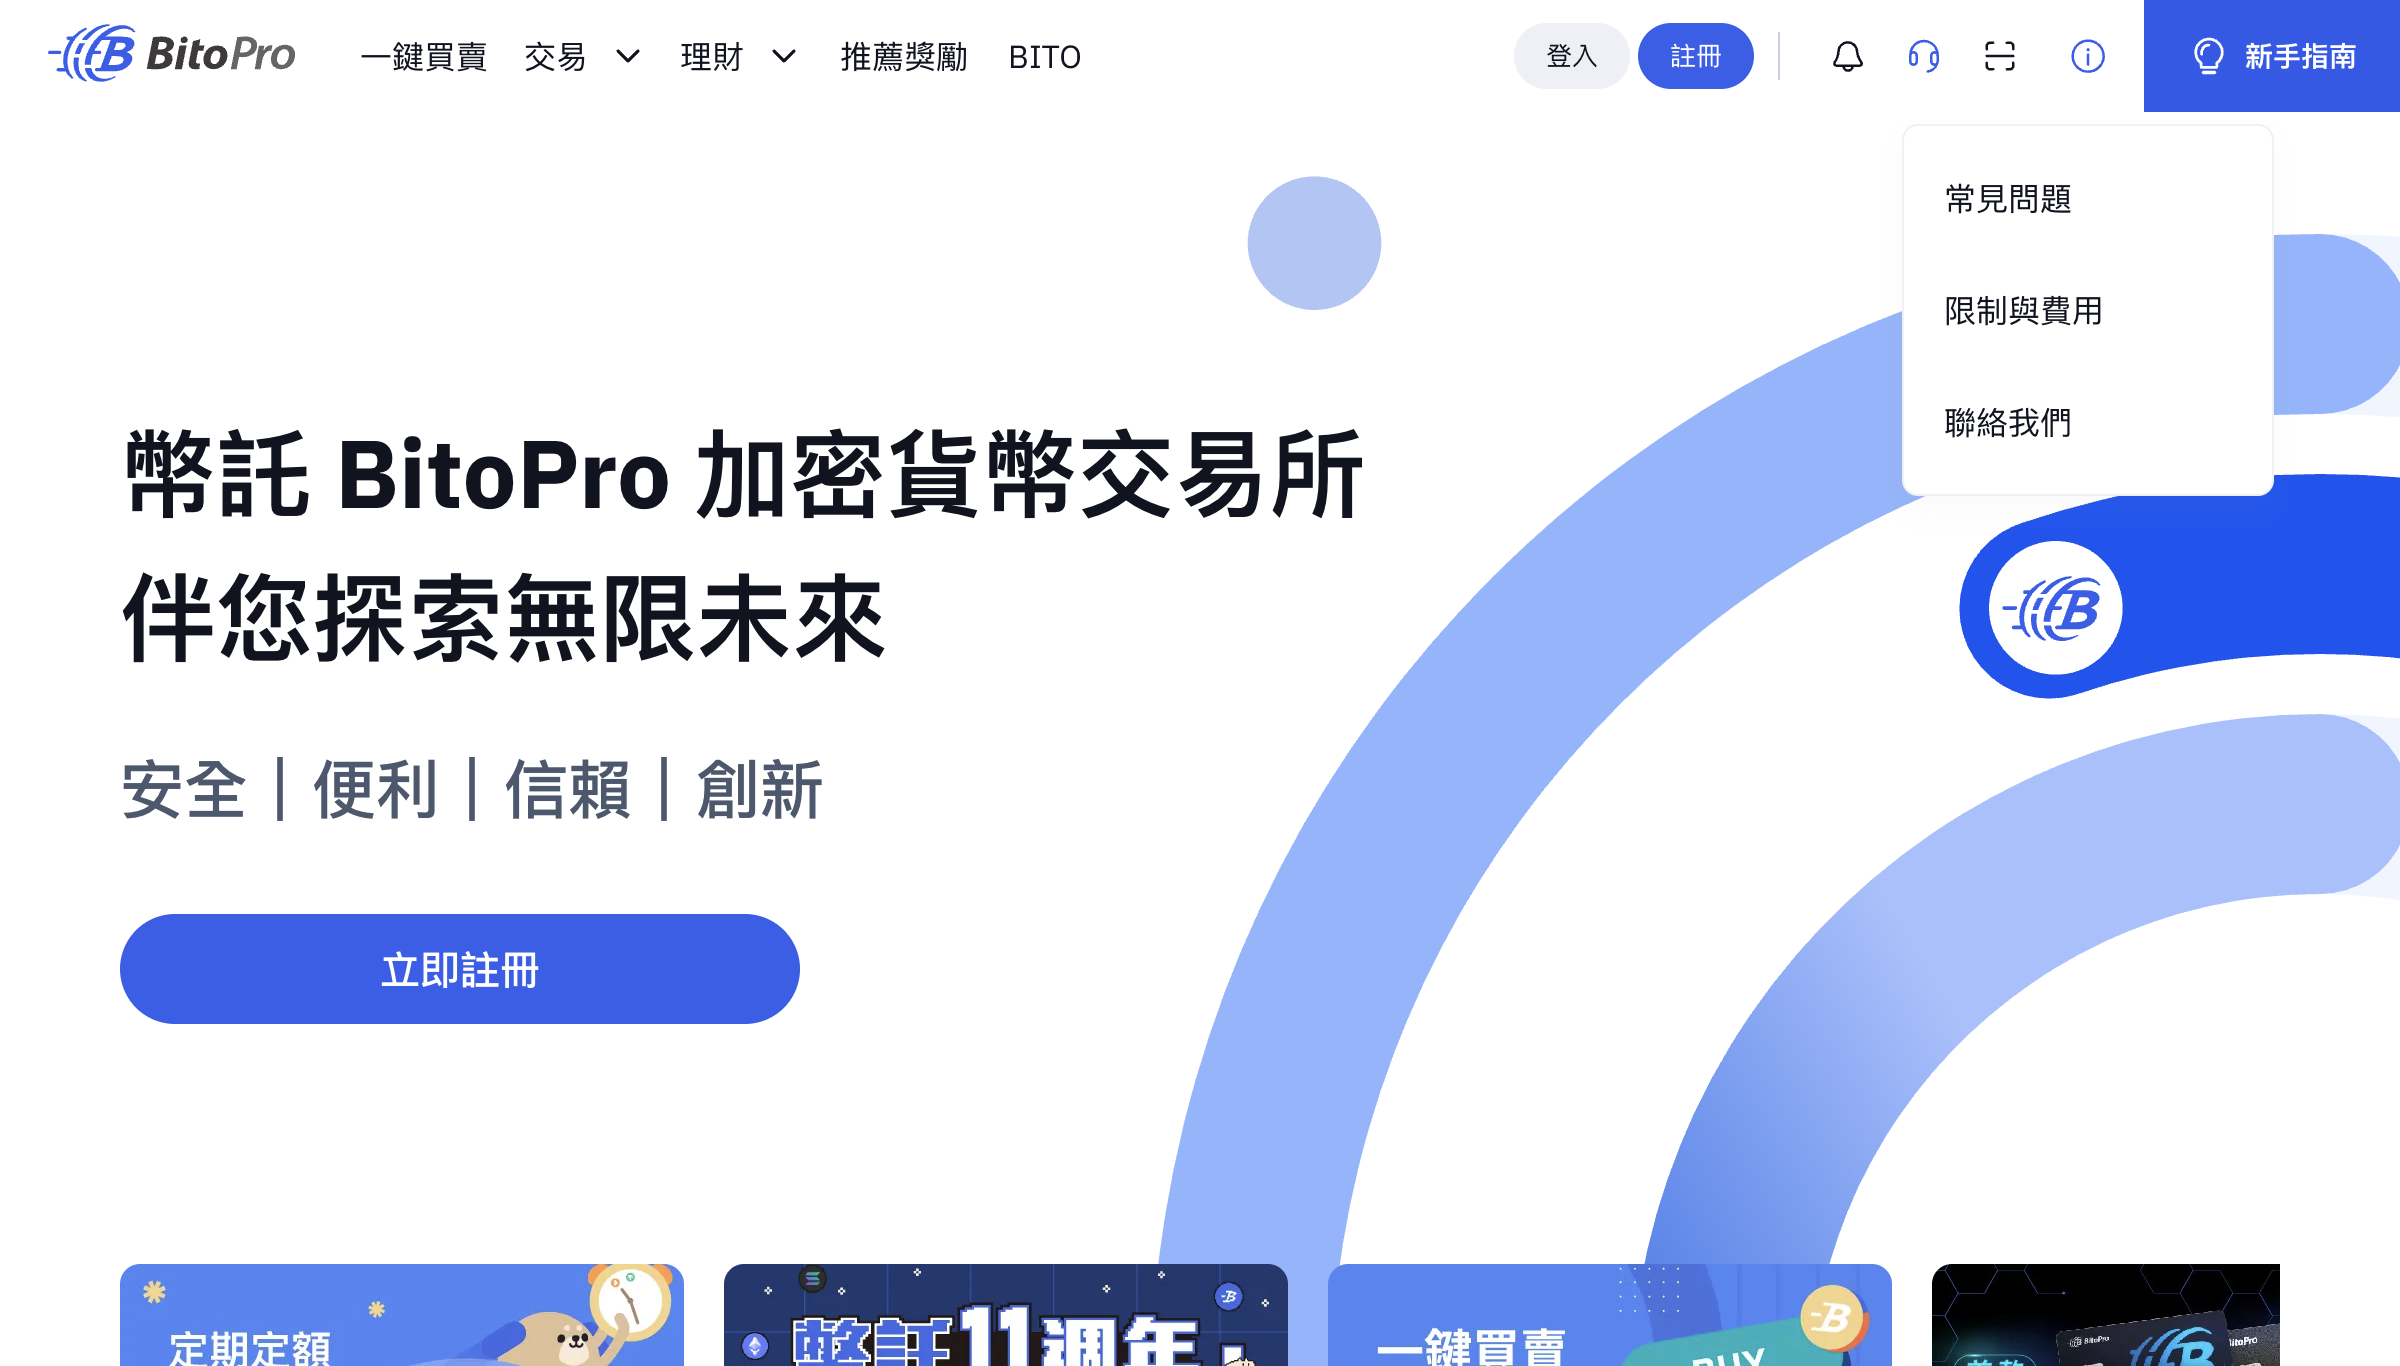 BitoPro
一鍵買賣
交易
理財
推薦獎勵
BITO
登入
註冊
新手指南
常見問題
限制與費用
聯絡我們
幣託 BitoPro 加密貨幣交易所
伴您探索無限未來
安全｜便利｜信賴｜創新
立即註冊
定期定額
幣託11週年
一鍵買賣
BUY
BitoPro
BitoPro